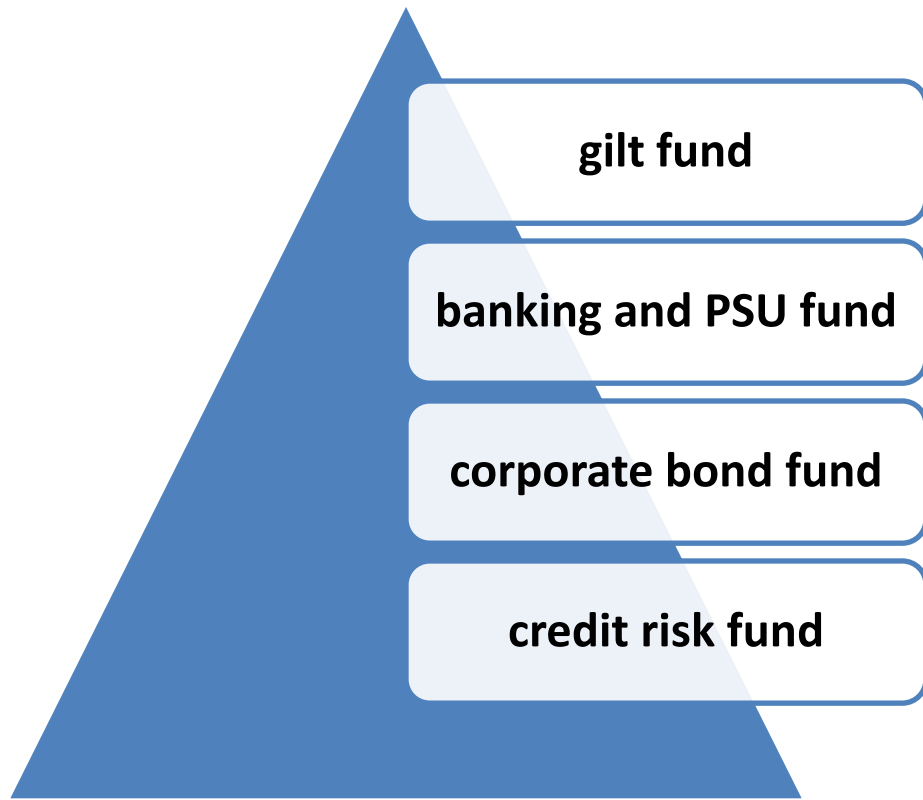 gilt fund
banking and PSU fund
corporate bond fund
credit risk fund